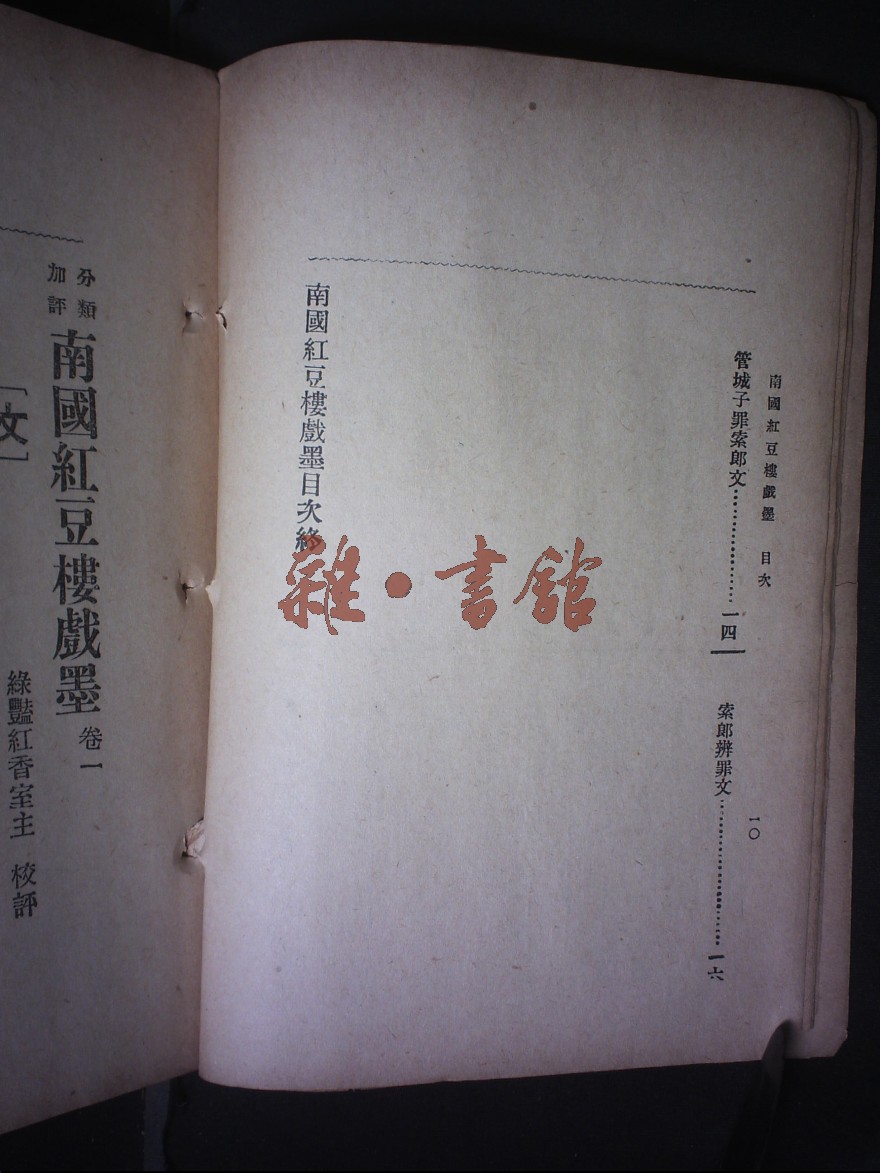 南國紅豆樓戲墨　目次
一〇
管城子罪索郎文……………………一四
索郎辨罪文……………………一六
南國紅豆樓戲墨目次終
雜·書館
分類
加評
南國紅豆樓戲墨 卷一
綠豔紅香室主　校評
［文］